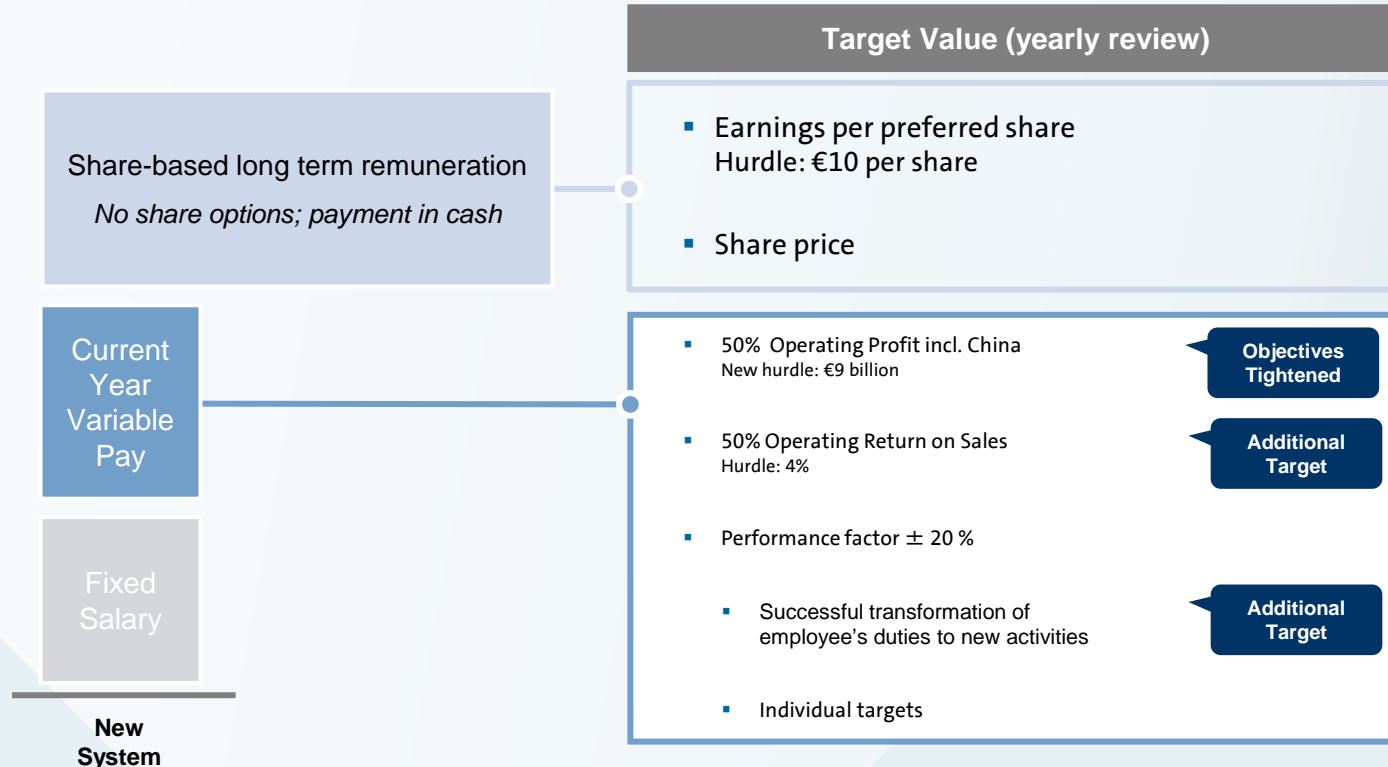 Target Value (yearly review)
Share-based long term remuneration
No share options; payment in cash
▪ Earnings per preferred share
Hurdle: €10 per share
▪ Share price
Current
Year
Variable
Pay
▪ 50% Operating Profit incl. China
New hurdle: €9 billion
Objectives
Tightened
▪ 50% Operating Return on Sales
Hurdle: 4%
Additional
Target
▪ Performance factor ± 20 %
▪ Successful transformation of
employee’s duties to new activities
Additional
Target
▪ Individual targets
Fixed
Salary
New
System